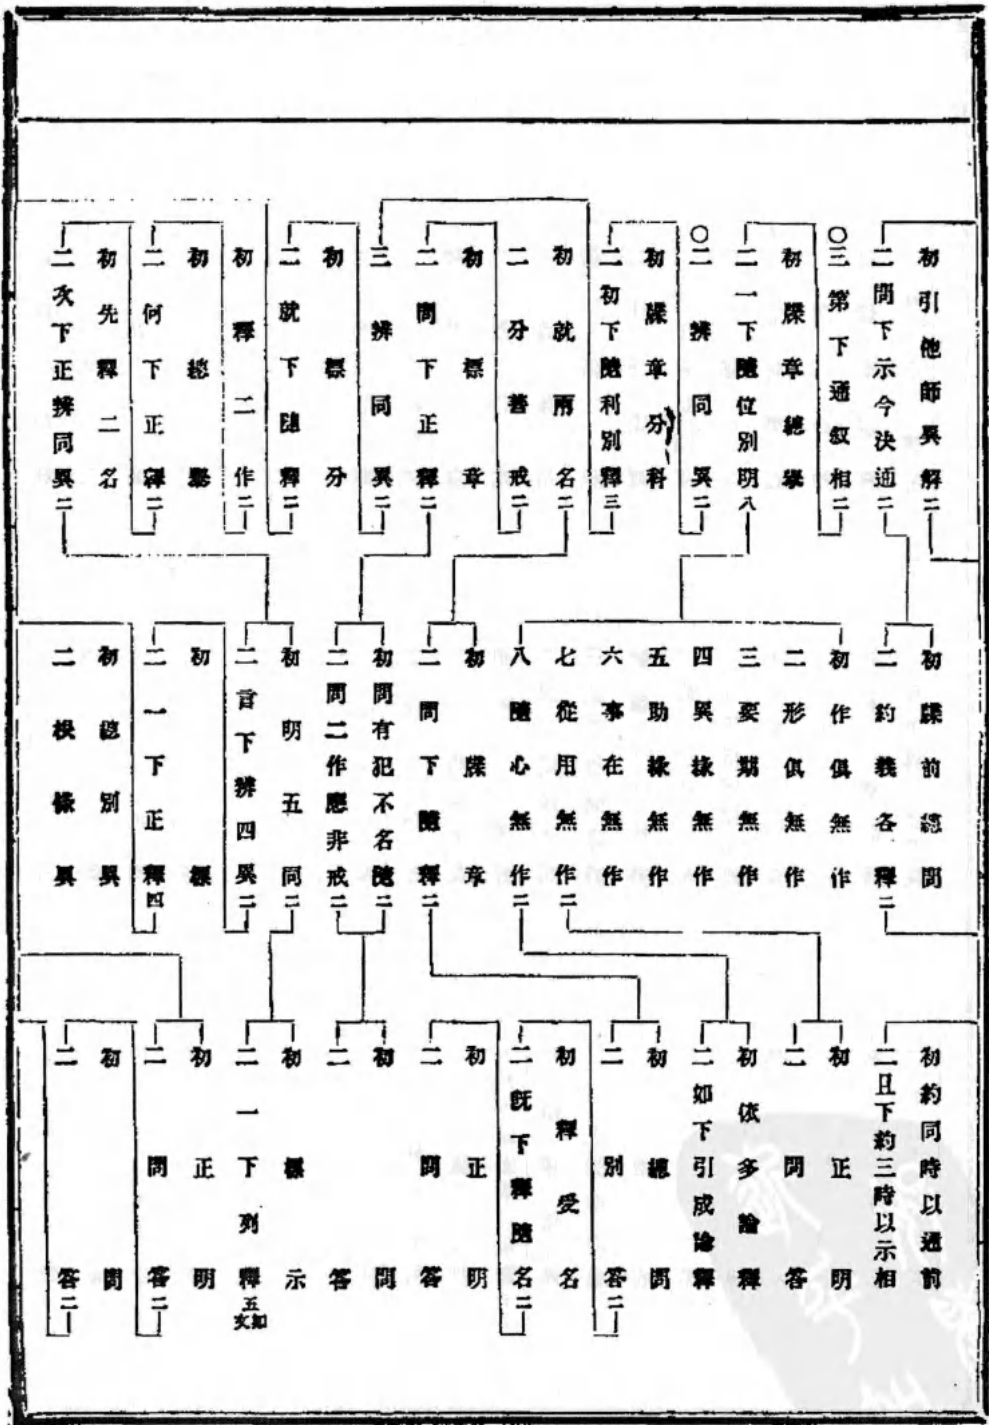 初引他師異解二
二問下示今決通二
〇三第下通叙相二
初牒章總舉
二一下隨位別明八
〇二辨同異二
初牒章分科
二初下隨利別釋三
初就兩名二
二分善戒二
初標章
二問下正釋二
三辨同異二
初標分
二就下隨釋二
初釋二作二
初總舉
二何下正釋二
初先釋二名
二次下正辨同異二
初牒前總問
二約義各釋二
初作俱無作
二形俱無作
三要期無作
四異緣無作
五助緣無作
六事在無作
七從用無作二
八隨心無作二
初牒章
二問下隨釋二
初問有犯不名隨二
二問二作應非戒二
初明五同二
二言下辨四異二
初標
二一下正釋四
初總別異
二根條異
初約同時以通前
二且下約三時以示相
初正明
二問答
初依多論釋
二如下引成論釋
初總問
二別答二
初釋受名
二既下釋隨名二
初正明
二問答
初問
二答
初標示
二一下列釋五如文
初正明
二問答二
初問
二答二